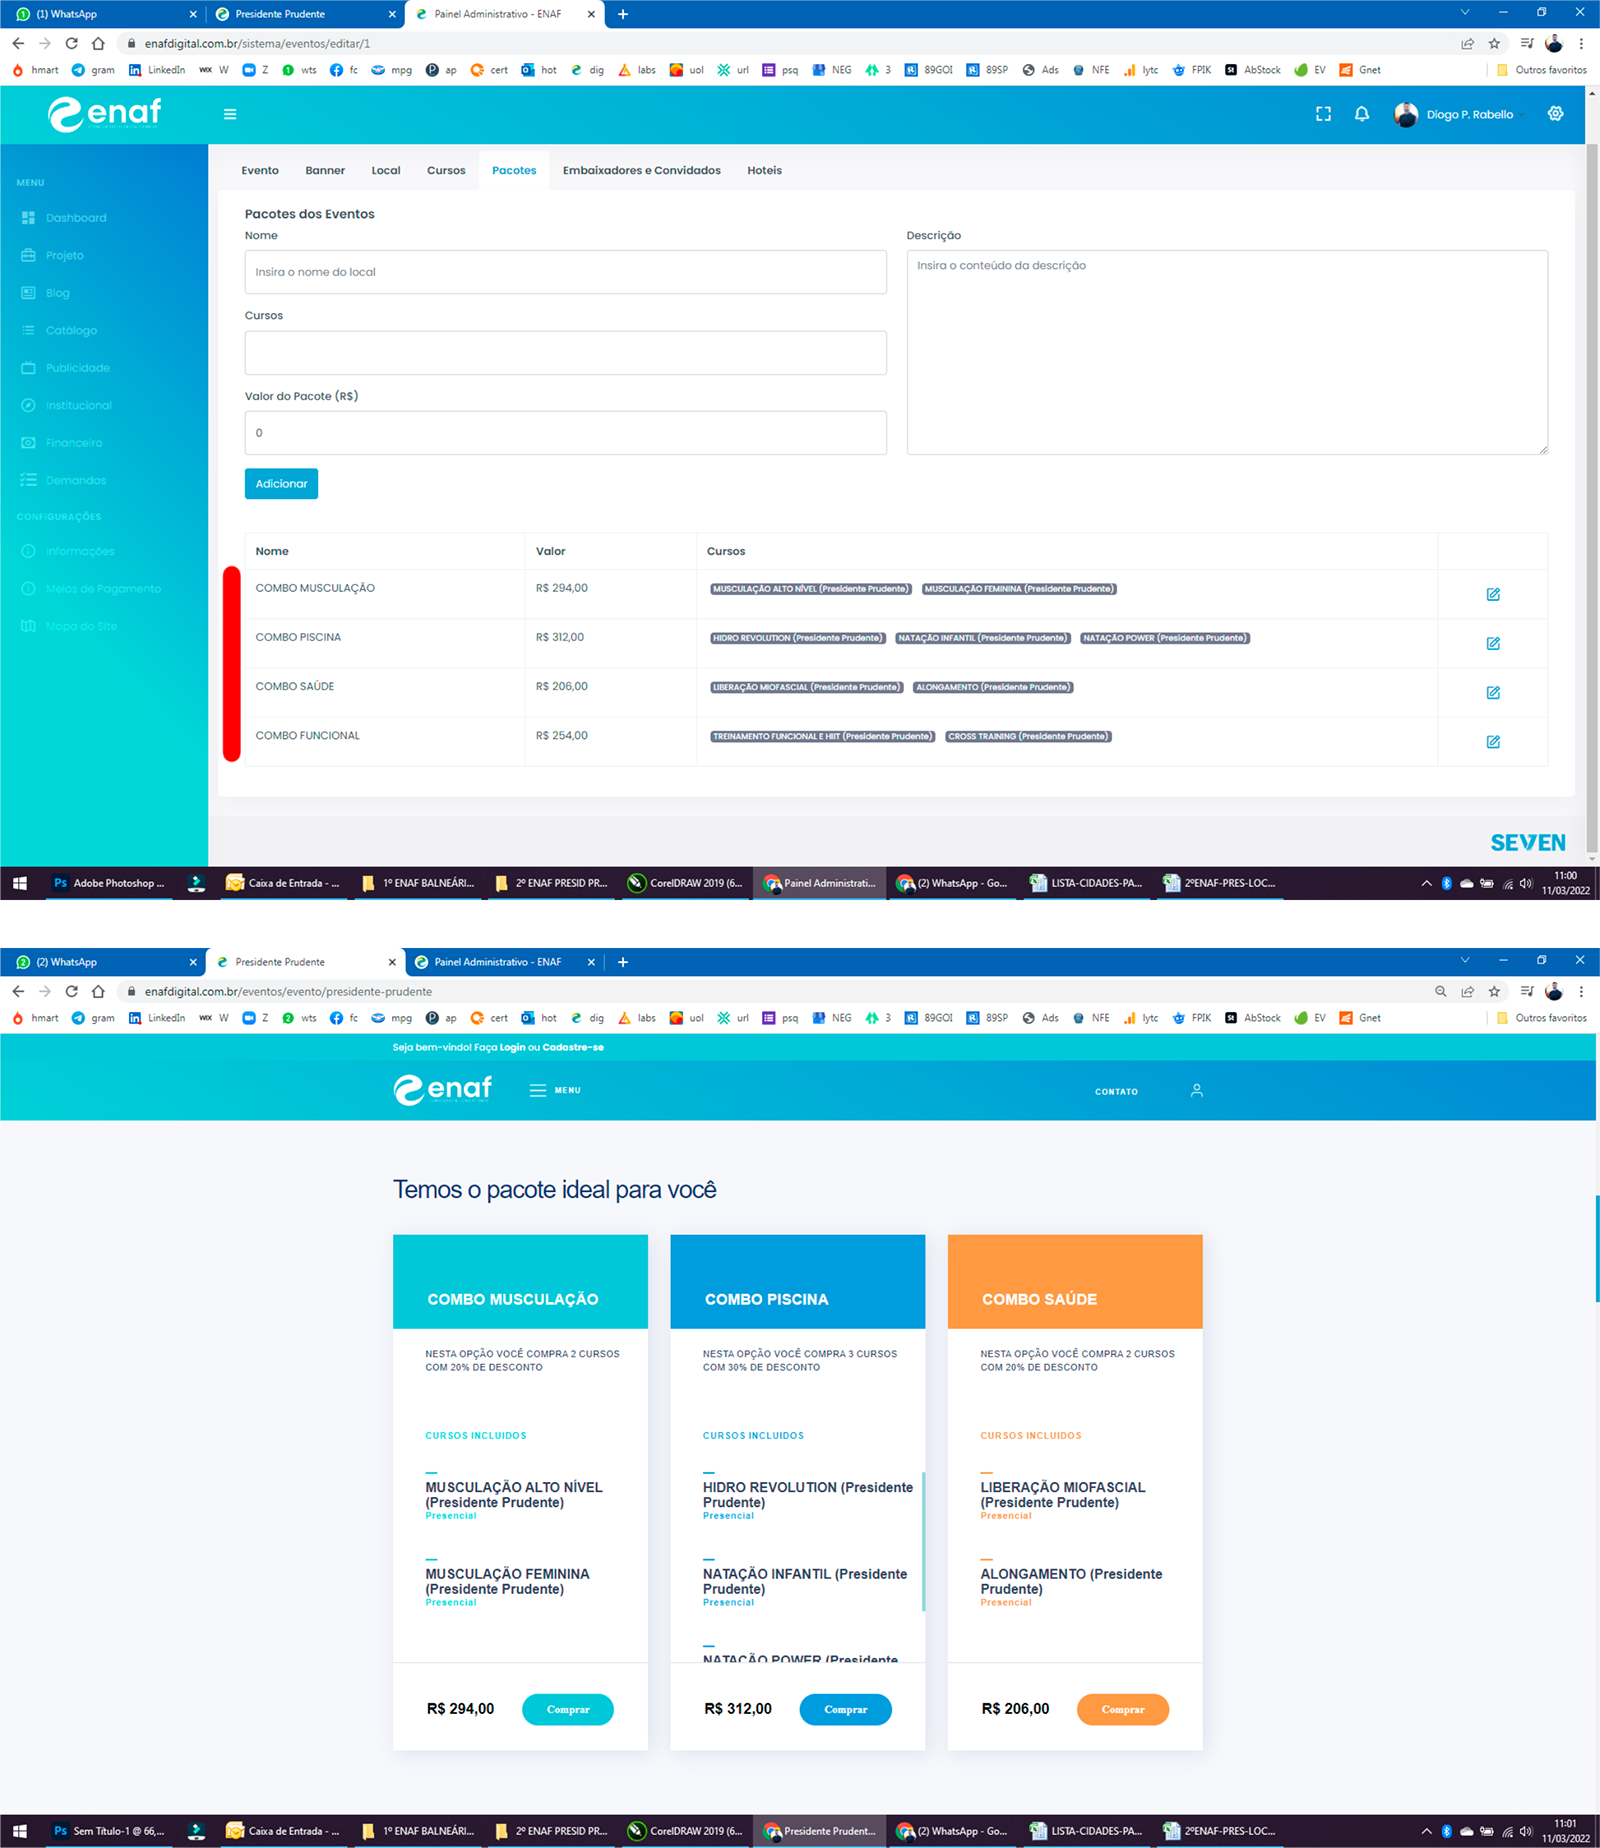 (1) WhatsApp
Presidente Prudente
Painel Administrativo - ENAF
enafdigital.com.br/sistema/eventos/editar/1
hmart gram LinkedIn WIX W Z wts fc mpg ap cert hot dig labs uol url psq NEG 3 89GOI 89SP Ads NFE lytc FPIK St AbStock EV Gnet Outros favoritos
enaf
Diogo P. Rabello
MENU
Dashboard
Projeto
Blog
Catálogo
Publicidade
Institucional
Financeiro
Demandas
CONFIGURAÇÕES
Informações
Meios de Pagamento
Mapa do Site
Evento Banner Local Cursos Pacotes Embaixadores e Convidados Hoteis
Pacotes dos Eventos
Nome
Insira o nome do local
Descrição
Insira o conteúdo da descrição
Cursos
Valor do Pacote (R$)
0
Adicionar
Nome Valor Cursos
COMBO MUSCULAÇÃO R$ 294,00 MUSCULAÇÃO ALTO NÍVEL (Presidente Prudente) MUSCULAÇÃO FEMININA (Presidente Prudente)
COMBO PISCINA R$ 312,00 HIDRO REVOLUTION (Presidente Prudente) NATAÇÃO INFANTIL (Presidente Prudente) NATAÇÃO POWER (Presidente Prudente)
COMBO SAÚDE R$ 206,00 LIBERAÇÃO MIOFASCIAL (Presidente Prudente) ALONGAMENTO (Presidente Prudente)
COMBO FUNCIONAL R$ 254,00 TREINAMENTO FUNCIONAL E HIIT (Presidente Prudente) CROSS TRAINING (Presidente Prudente)
SEVEN
Ps Adobe Photoshop ... Caixa de Entrada - ... 1º ENAF BALNEÁRI... 2º ENAF PRESID PR... CorelDRAW 2019 (6... Painel Administrati... (2) WhatsApp - Go... LISTA-CIDADES-PA... 2ºENAF-PRES-LOC...
11:00
11/03/2022
(2) WhatsApp
Presidente Prudente
Painel Administrativo - ENAF
enafdigital.com.br/eventos/evento/presidente-prudente
hmart gram LinkedIn WIX W Z wts fc mpg ap cert hot dig labs uol url psq NEG 3 89GOI 89SP Ads NFE lytc FPIK St AbStock EV Gnet Outros favoritos
Seja bem-vindo! Faça Login ou Cadastre-se
enaf
MENU
CONTATO
Temos o pacote ideal para você
COMBO MUSCULAÇÃO
NESTA OPÇÃO VOCÊ COMPRA 2 CURSOS
COM 20% DE DESCONTO
CURSOS INCLUIDOS
MUSCULAÇÃO ALTO NÍVEL
(Presidente Prudente)
Presencial
MUSCULAÇÃO FEMININA
(Presidente Prudente)
Presencial
R$ 294,00
Comprar
COMBO PISCINA
NESTA OPÇÃO VOCÊ COMPRA 3 CURSOS
COM 30% DE DESCONTO
CURSOS INCLUIDOS
HIDRO REVOLUTION (Presidente
Prudente)
Presencial
NATAÇÃO INFANTIL (Presidente
Prudente)
Presencial
NATAÇÃO POWER (Presidente
R$ 312,00
Comprar
COMBO SAÚDE
NESTA OPÇÃO VOCÊ COMPRA 2 CURSOS
COM 20% DE DESCONTO
CURSOS INCLUIDOS
LIBERAÇÃO MIOFASCIAL
(Presidente Prudente)
Presencial
ALONGAMENTO (Presidente
Prudente)
Presencial
R$ 206,00
Comprar
Ps Sem Título-1 @ 66,... Caixa de Entrada - ... 1º ENAF BALNEÁRI... 2º ENAF PRESID PR... CorelDRAW 2019 (6... Presidente Prudent... (2) WhatsApp - Go... LISTA-CIDADES-PA... 2ºENAF-PRES-LOC...
11:01
11/03/2022